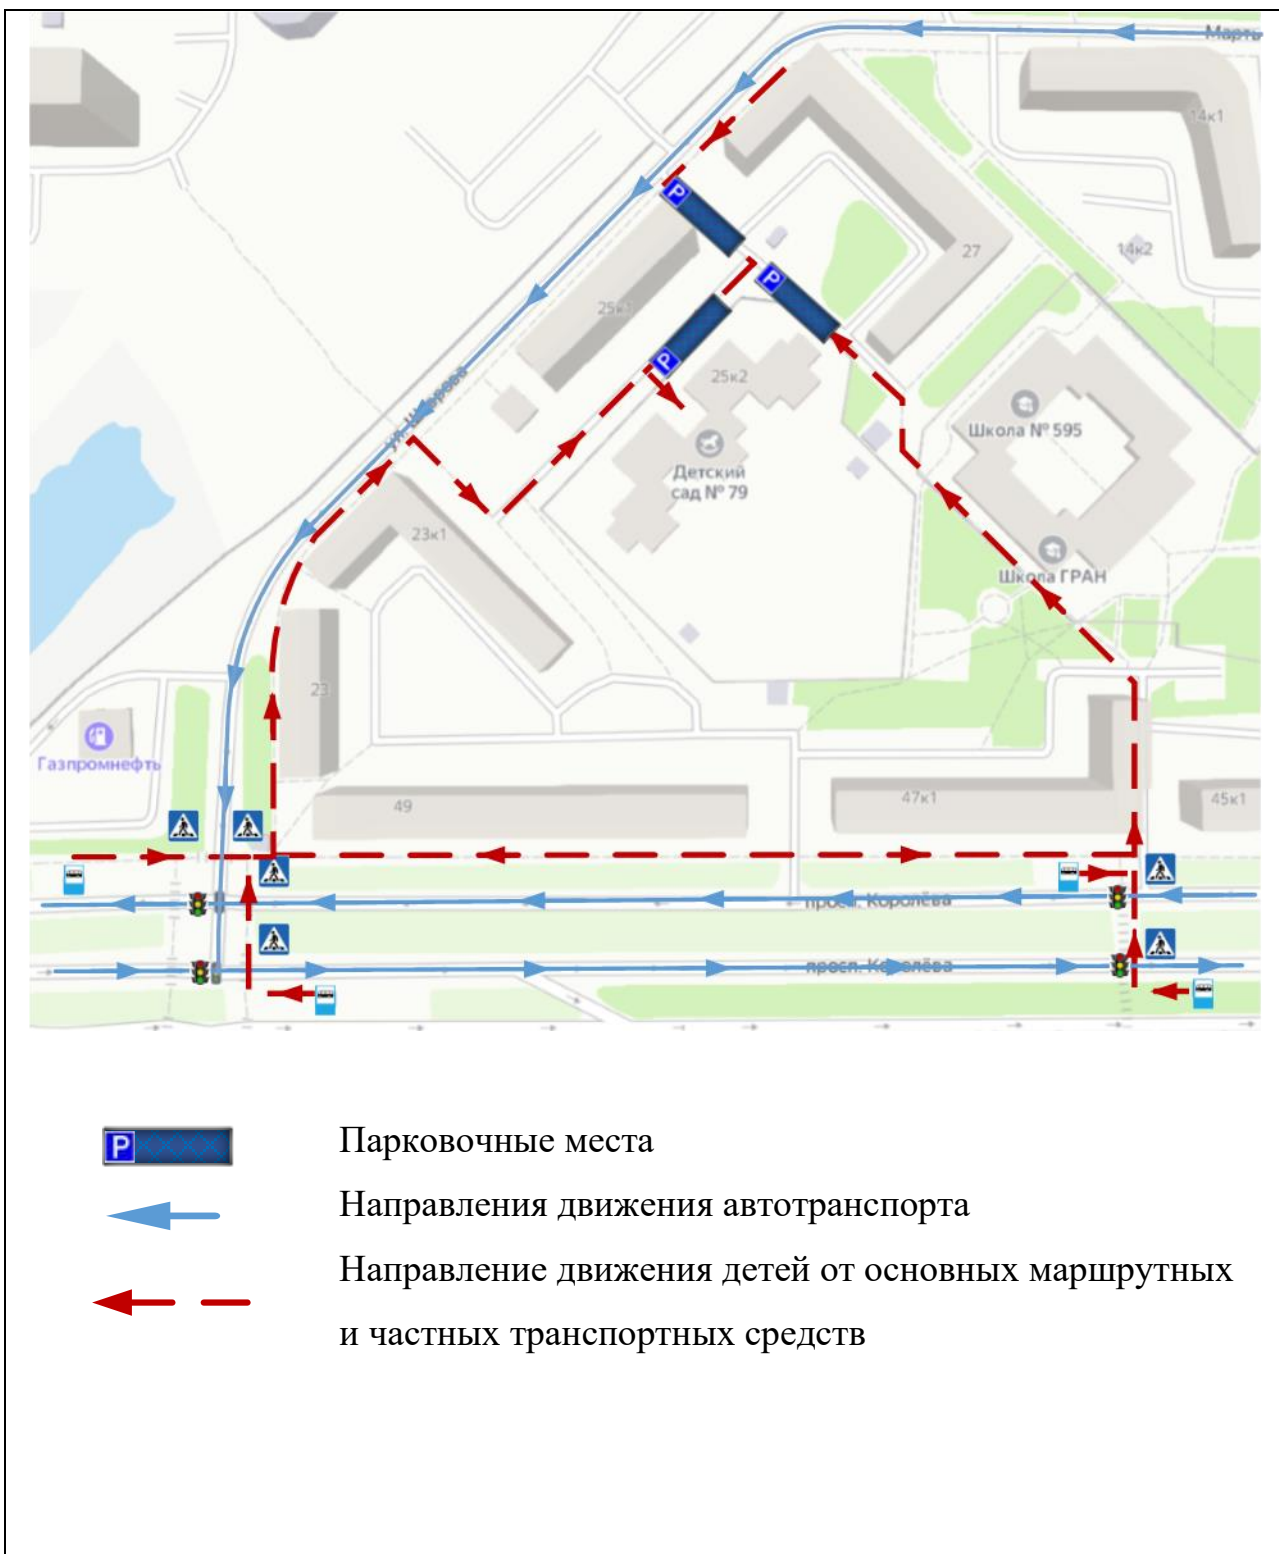 Марть
14к1
14к2
27
25к1
25к2
Школа № 595
Детский
сад № 79
23к1
Школа ГРАН
23
Газпромнефть
49
47к1
45к1
просп. Королёва
просп. Королёва
P
P
P
P
Парковочные места
Направления движения автотранспорта
Направление движения детей от основных маршрутных
и частных транспортных средств